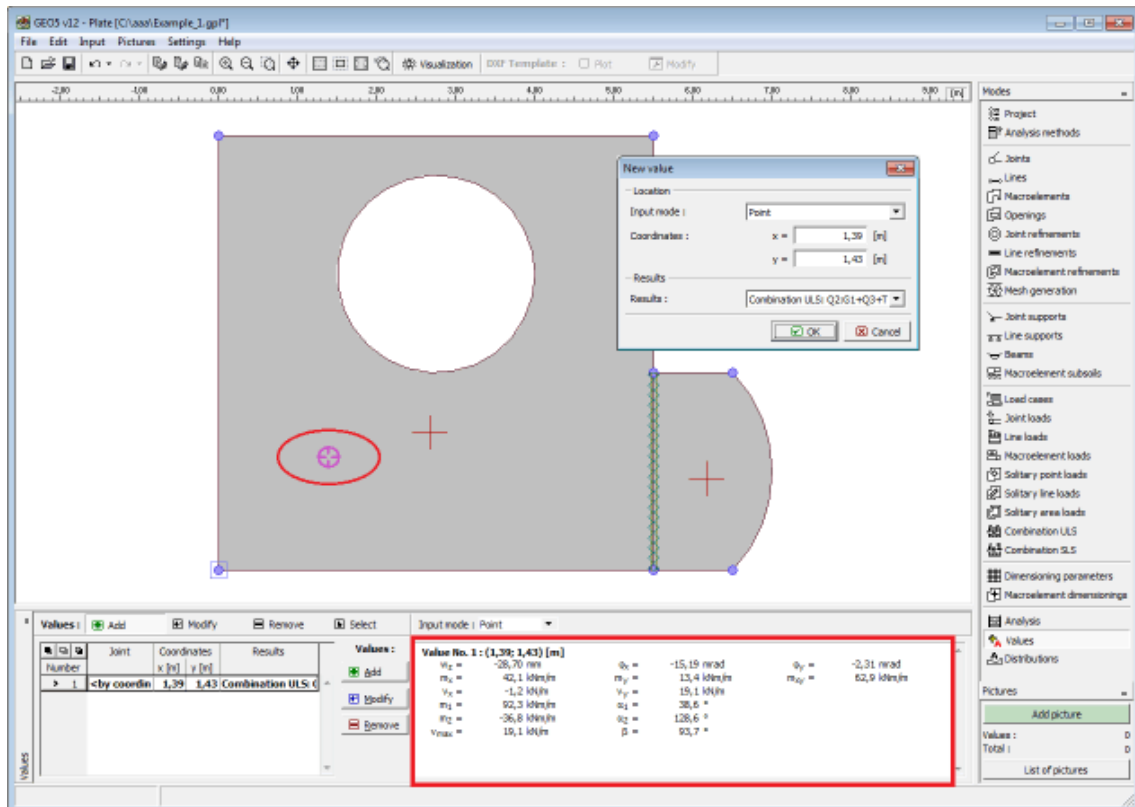 GEO5 v12 - Plate [C:\aaa\Example_1.gpl*]
File Edit Input Pictures Settings Help
Visualization DXF Template : Plot Modify
-2,00 -1,00 0,00 1,00 2,00 3,00 4,00 5,00 6,00 7,00 8,00 9,00 [m]
New value
Location
Input mode : Point
Coordinates : x = 1,39 [m]
y = 1,43 [m]
Results
Results : Combination ULS: Q2:G1+Q3+T
OK Cancel
Modes
Project
Analysis methods
Joints
Lines
Macroelements
Openings
Joint refinements
Line refinements
Macroelement refinements
Mesh generation
Joint supports
Line supports
Beams
Macroelement subsoils
Load cases
Joint loads
Line loads
Macroelement loads
Solitary point loads
Solitary line loads
Solitary area loads
Combination ULS
Combination SLS
Dimensioning parameters
Macroelement dimensionings
Analysis
Values
Distributions
Pictures
Add picture
Values : 0
Total : 0
List of pictures
Values : Add Modify Remove Select Input mode : Point
Joint Coordinates Results
Number x [m] y [m]
> 1 <by coordin 1,39 1,43 Combination ULS: (
Values :
Add
Modify
Remove
Value No. 1 : (1,39; 1,43) [m]
wz = -28,70 mm φx = -15,19 mrad φy = -2,31 mrad
mx = 42,1 kNm/m my = 13,4 kNm/m mxy = 62,9 kNm/m
vx = -1,2 kN/m vy = 19,1 kN/m
m1 = 92,3 kNm/m α1 = 38,6 °
m2 = -36,8 kNm/m α2 = 128,6 °
vmax = 19,1 kN/m β = 93,7 °
Values